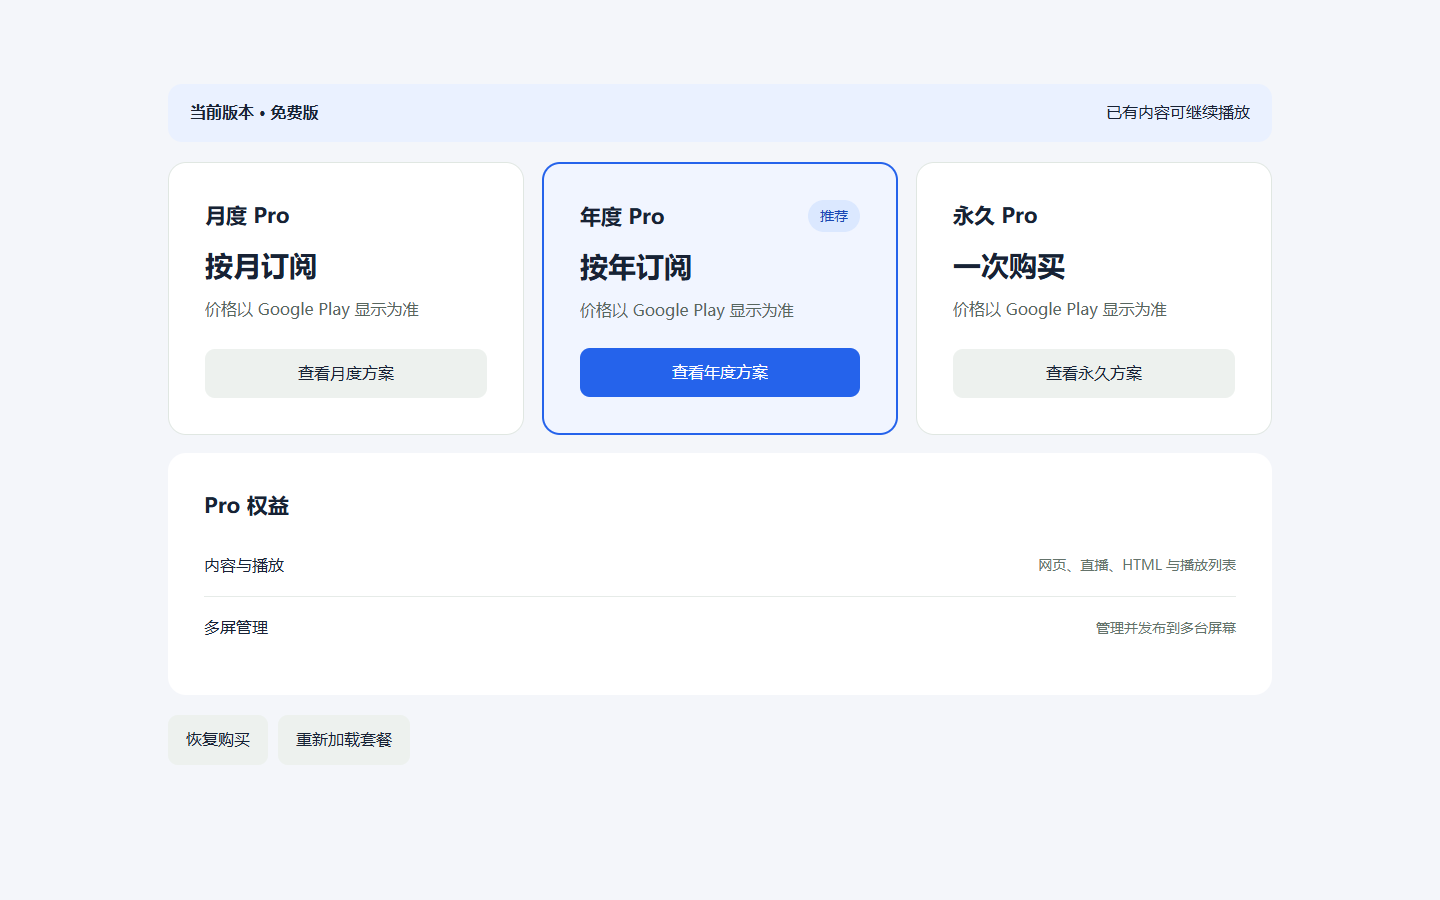 当前版本 • 免费版
已有内容可继续播放
月度 Pro
按月订阅
价格以 Google Play 显示为准
查看月度方案
年度 Pro
推荐
按年订阅
价格以 Google Play 显示为准
查看年度方案
永久 Pro
一次购买
价格以 Google Play 显示为准
查看永久方案
Pro 权益
内容与播放
网页、直播、HTML 与播放列表
多屏管理
管理并发布到多台屏幕
恢复购买
重新加载套餐